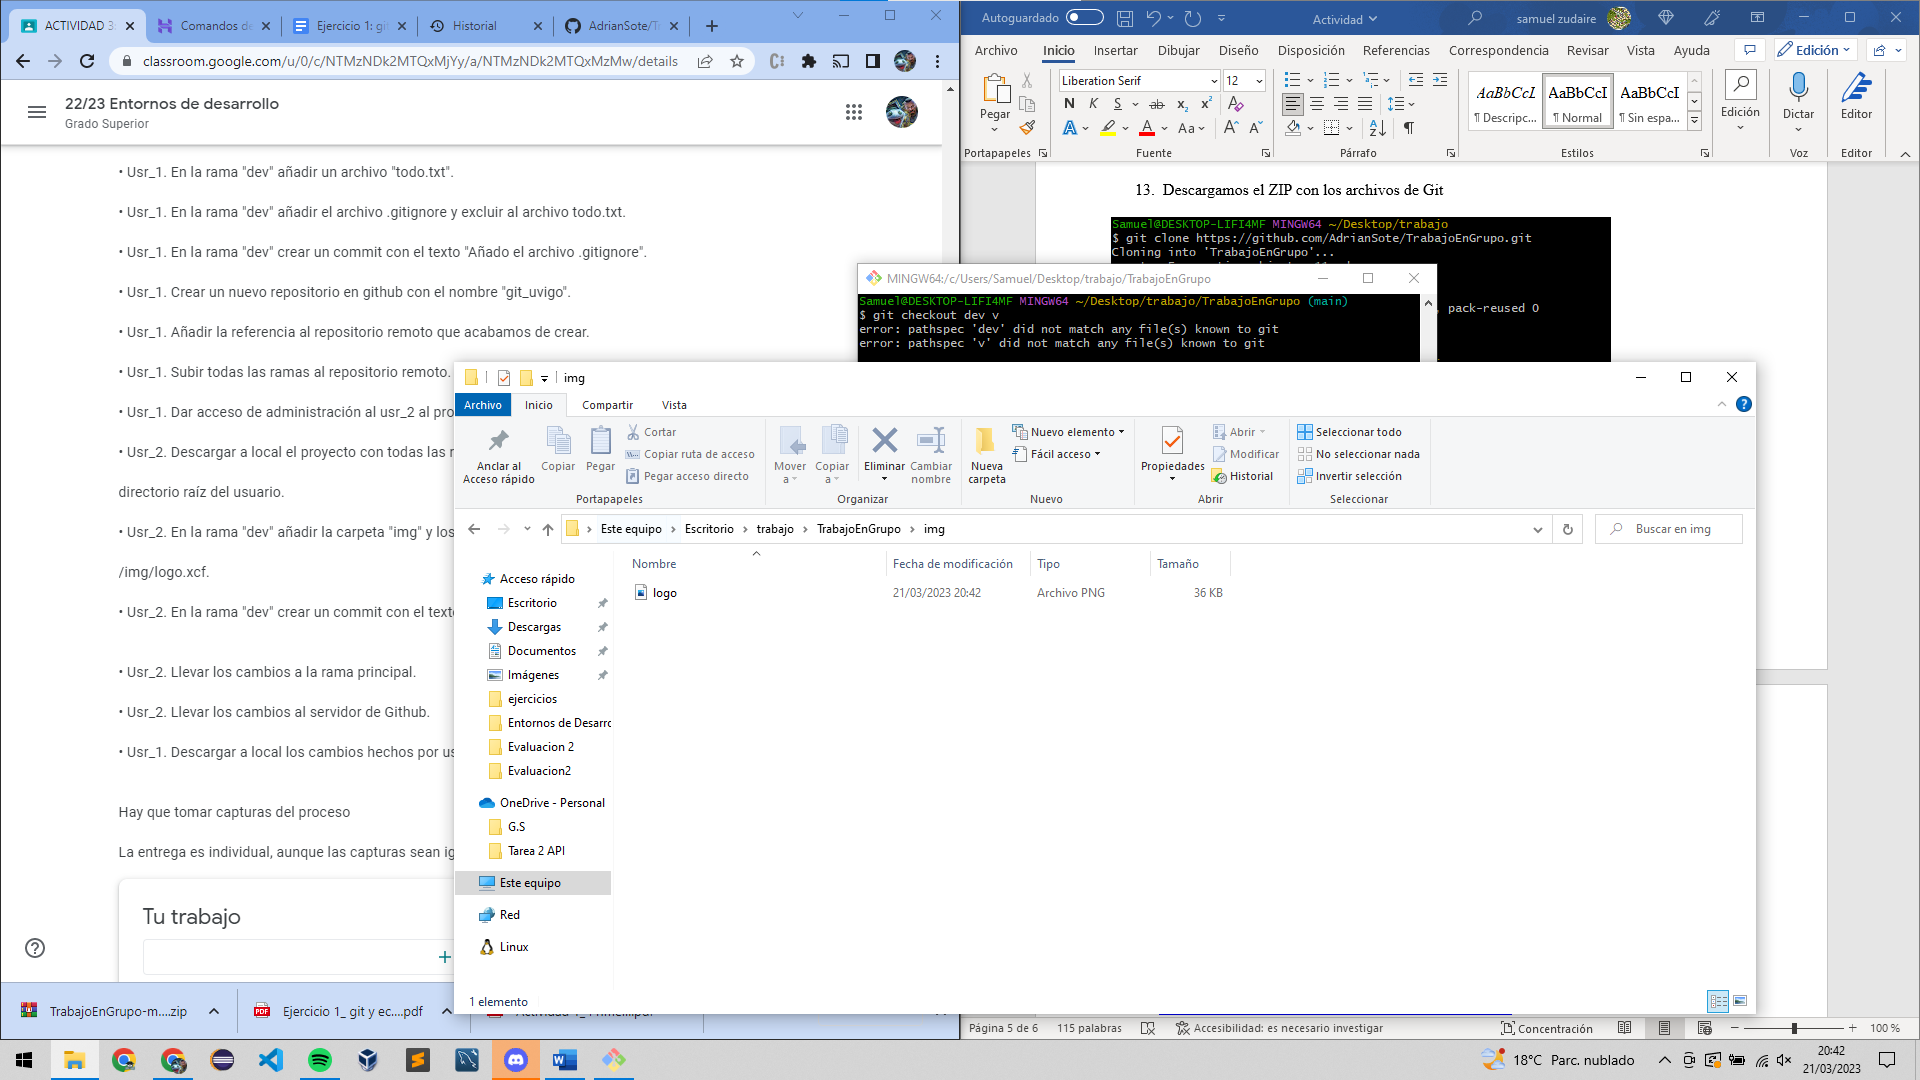 ACTIVIDAD 3:
Comandos de
Ejercicio 1: git
Historial
AdrianSote/Tr
classroom.google.com/u/0/c/NTMzNDk2MTQxMjYy/a/NTMzNDk2MTQxMzMw/details
22/23 Entornos de desarrollo
Grado Superior
• Usr_1. En la rama "dev" añadir un archivo "todo.txt".
• Usr_1. En la rama "dev" añadir el archivo .gitignore y excluir al archivo todo.txt.
• Usr_1. En la rama "dev" crear un commit con el texto "Añado el archivo .gitignore".
• Usr_1. Crear un nuevo repositorio en github con el nombre "git_uvigo".
• Usr_1. Añadir la referencia al repositorio remoto que acabamos de crear.
• Usr_1. Subir todas las ramas al repositorio remoto.
• Usr_1. Dar acceso de administración al usr_2 al pro
• Usr_2. Descargar a local el proyecto con todas las r
directorio raíz del usuario.
• Usr_2. En la rama "dev" añadir la carpeta "img" y los
/img/logo.xcf.
• Usr_2. En la rama "dev" crear un commit con el texto
• Usr_2. Llevar los cambios a la rama principal.
• Usr_2. Llevar los cambios al servidor de Github.
• Usr_1. Descargar a local los cambios hechos por us
Hay que tomar capturas del proceso
La entrega es individual, aunque las capturas sean ig
Tu trabajo
TrabajoEnGrupo-m....zip
Ejercicio 1_ git y ec....pdf
Autoguardado
Actividad
samuel zudaire
Archivo Inicio Insertar Dibujar Diseño Disposición Referencias Correspondencia Revisar Vista Ayuda
Edición
Pegar
Liberation Serif 12
N K S ab x₂ x² A
A A Aa A A
AaBbCcI AaBbCcI AaBbCcI
¶ Descripc... ¶ Normal ¶ Sin espa...
Edición
Dictar
Editor
Portapapeles Fuente Párrafo Estilos Voz Editor
13. Descargamos el ZIP con los archivos de Git
Samuel@DESKTOP-LIFI4MF MINGW64 ~/Desktop/trabajo
$ git clone https://github.com/AdrianSote/TrabajoEnGrupo.git
Cloning into 'TrabajoEnGrupo'...
, pack-reused 0
MINGW64:/c/Users/Samuel/Desktop/trabajo/TrabajoEnGrupo
Samuel@DESKTOP-LIFI4MF MINGW64 ~/Desktop/trabajo/TrabajoEnGrupo (main)
$ git checkout dev v
error: pathspec 'dev' did not match any file(s) known to git
error: pathspec 'v' did not match any file(s) known to git
img
Archivo Inicio Compartir Vista
Anclar al
Acceso rápido
Copiar
Pegar
Cortar
Copiar ruta de acceso
Pegar acceso directo
Portapapeles
Mover
a
Copiar
a
Eliminar
Cambiar
nombre
Organizar
Nueva
carpeta
Nuevo elemento
Fácil acceso
Nuevo
Propiedades
Abrir
Modificar
Historial
Abrir
Seleccionar todo
No seleccionar nada
Invertir selección
Seleccionar
Este equipo > Escritorio > trabajo > TrabajoEnGrupo > img
Buscar en img
Nombre Fecha de modificación Tipo Tamaño
logo 21/03/2023 20:42 Archivo PNG 36 KB
Acceso rápido
Escritorio
Descargas
Documentos
Imágenes
ejercicios
Entornos de Desarro
Evaluacion 2
Evaluacion2
OneDrive - Personal
G.S
Tarea 2 API
Este equipo
Red
Linux
1 elemento
Página 5 de 6 115 palabras Accesibilidad: es necesario investigar
Concentración
100 %
18°C Parc. nublado
20:42
21/03/2023